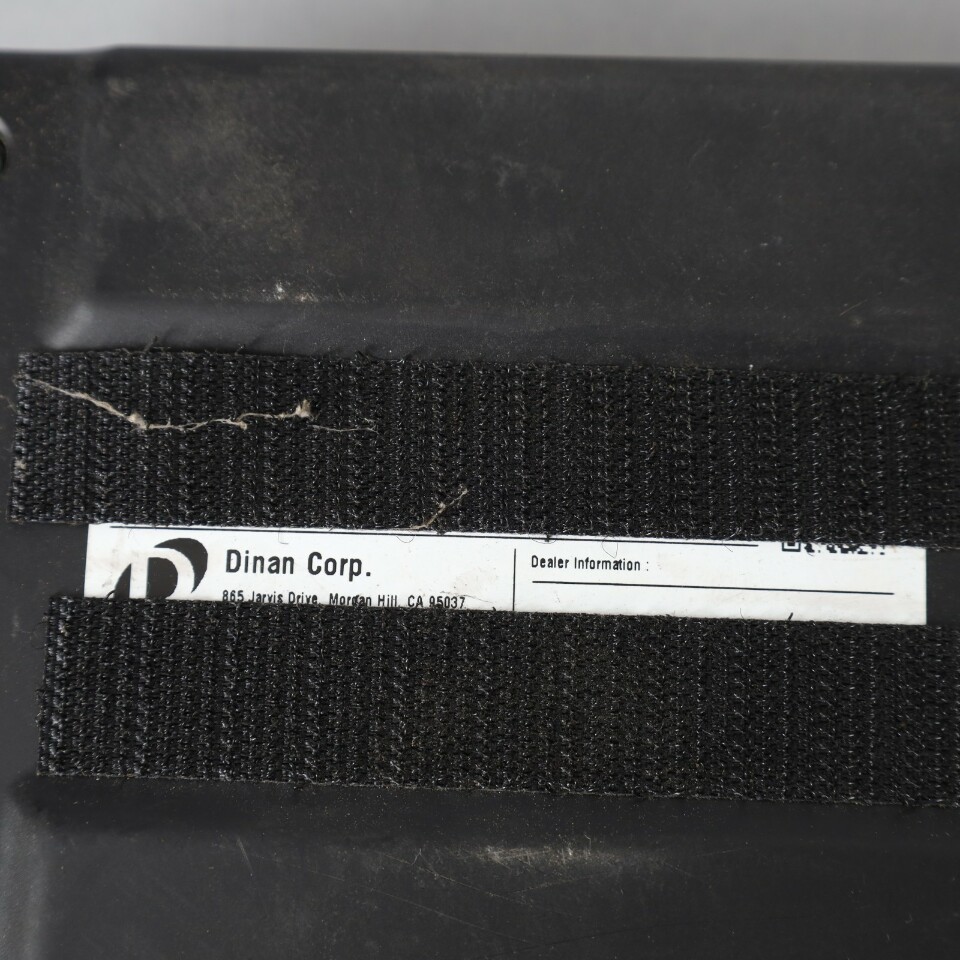 Dinan Corp.
865 Jarvis Drive, Morgan Hill, CA 95037
Dealer Information :